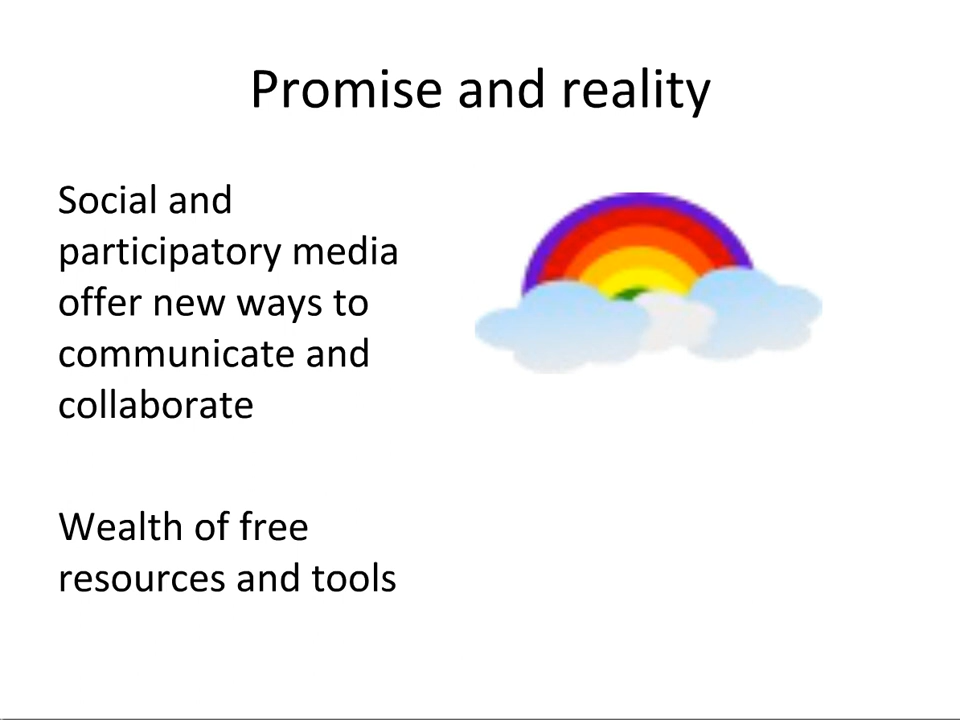 Promise and reality
Social and
participatory media
offer new ways to
communicate and
collaborate
Wealth of free
resources and tools